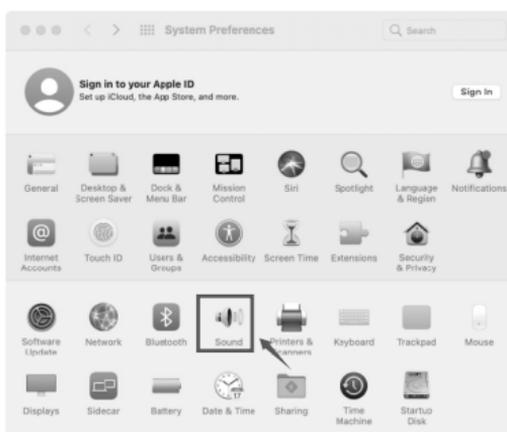 System Preferences
Search
Sign in to your Apple ID
Set up iCloud, the App Store, and more.
Sign In
General
Desktop &
Screen Saver
Dock &
Menu Bar
Mission
Control
Siri
Spotlight
Language
& Region
Notifications
Internet
Accounts
Touch ID
Users &
Groups
Accessibility
Screen Time
Extensions
Security
& Privacy
Software
Update
Network
Bluetooth
Sound
Printers &
Scanners
Keyboard
Trackpad
Mouse
Displays
Sidecar
Battery
Date & Time
17
Sharing
Time
Machine
Startup
Disk